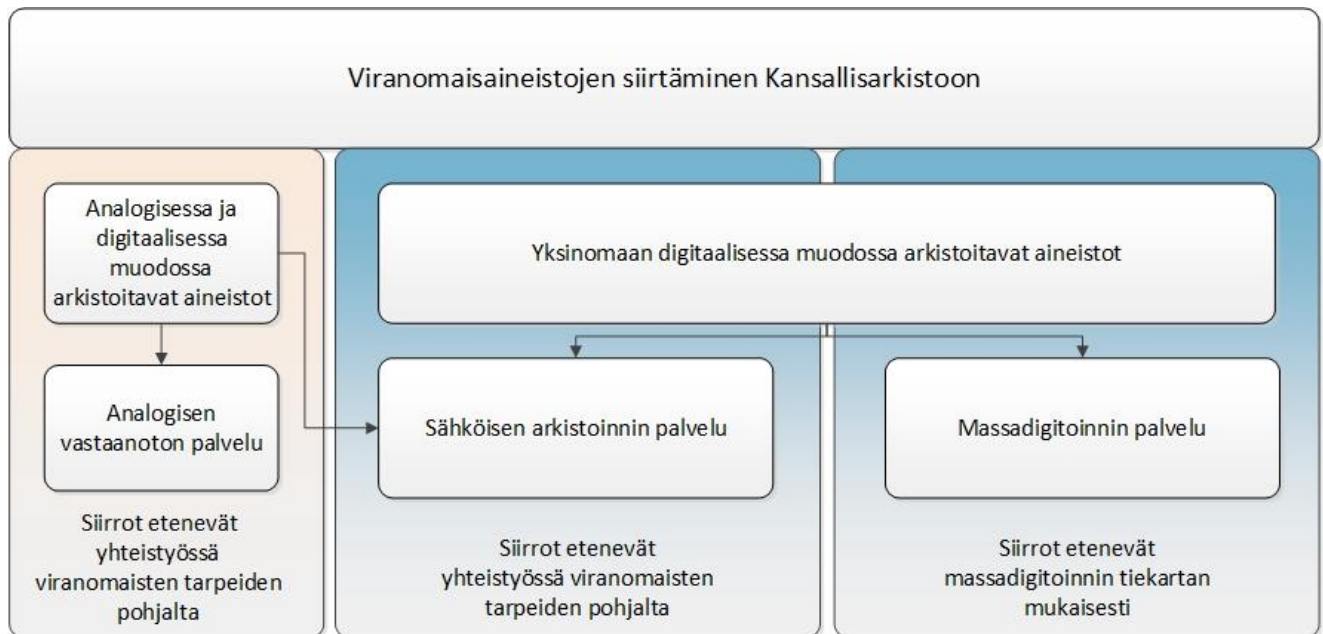 Viranomaisaineistojen siirtäminen Kansallisarkistoon
Analogisessa ja
digitaalisessa
muodossa
arkistoitavat aineistot
Yksinomaan digitaalisessa muodossa arkistoitavat aineistot
Analogisen
vastaanoton palvelu
Sähköisen arkistoinnin palvelu
Massadigitoinnin palvelu
Siirrot etenevät
yhteistyössä
viranomaisten tarpeiden
pohjalta
Siirrot etenevät
yhteistyössä viranomaisten
tarpeiden pohjalta
Siirrot etenevät
massadigitoinnin tiekartan
mukaisesti